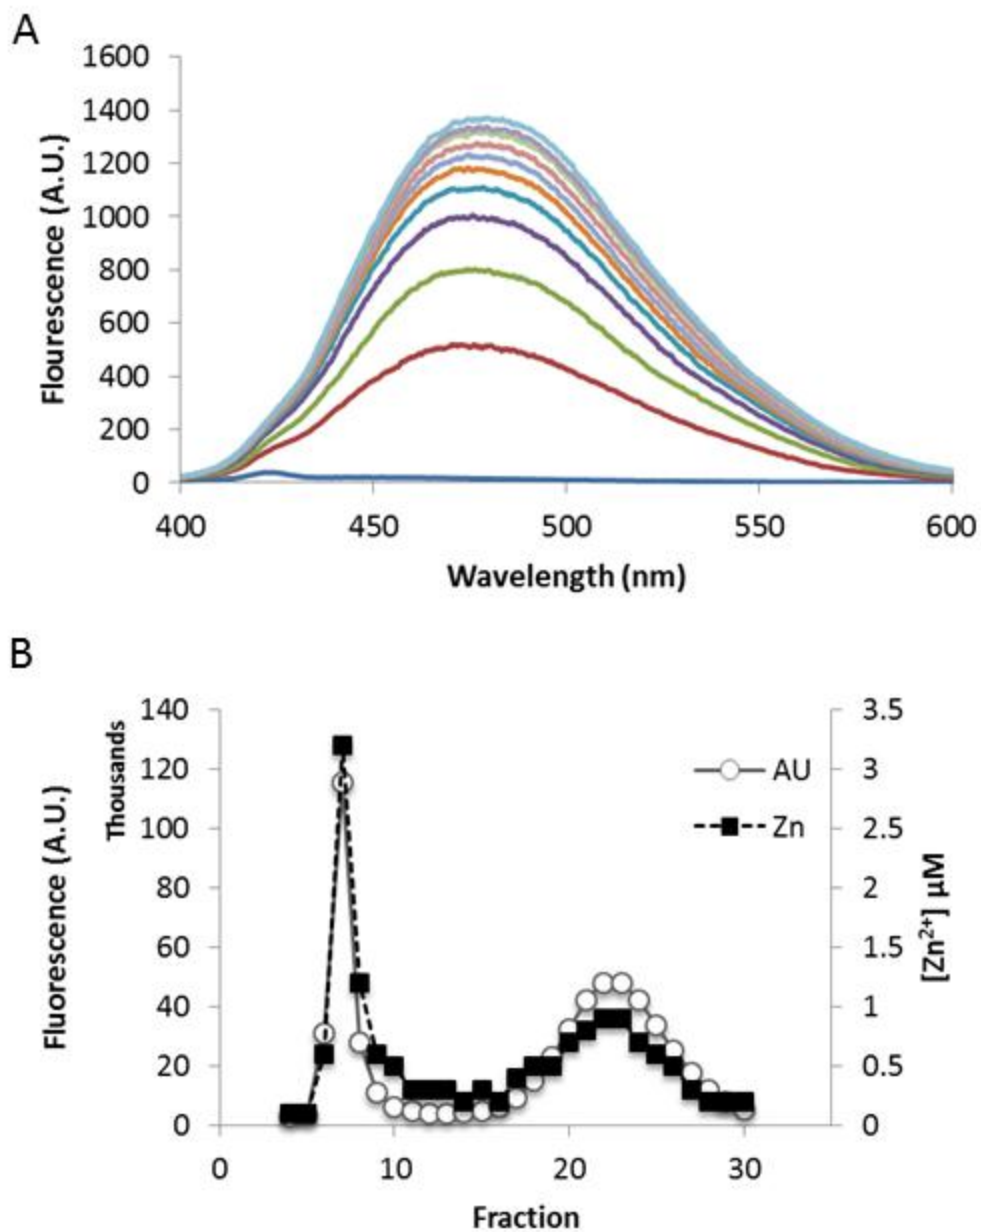 A
1600
1400
1200
1000
800
600
400
200
0
Flourescence (A.U.)
400 450 500 550 600
Wavelength (nm)
B
140
120
100
80
60
40
20
0
Thousands
Fluorescence (A.U.)
3.5
3
2.5
2
1.5
1
0.5
0
[Zn²⁺] µM
AU
Zn
0 10 20 30
Fraction